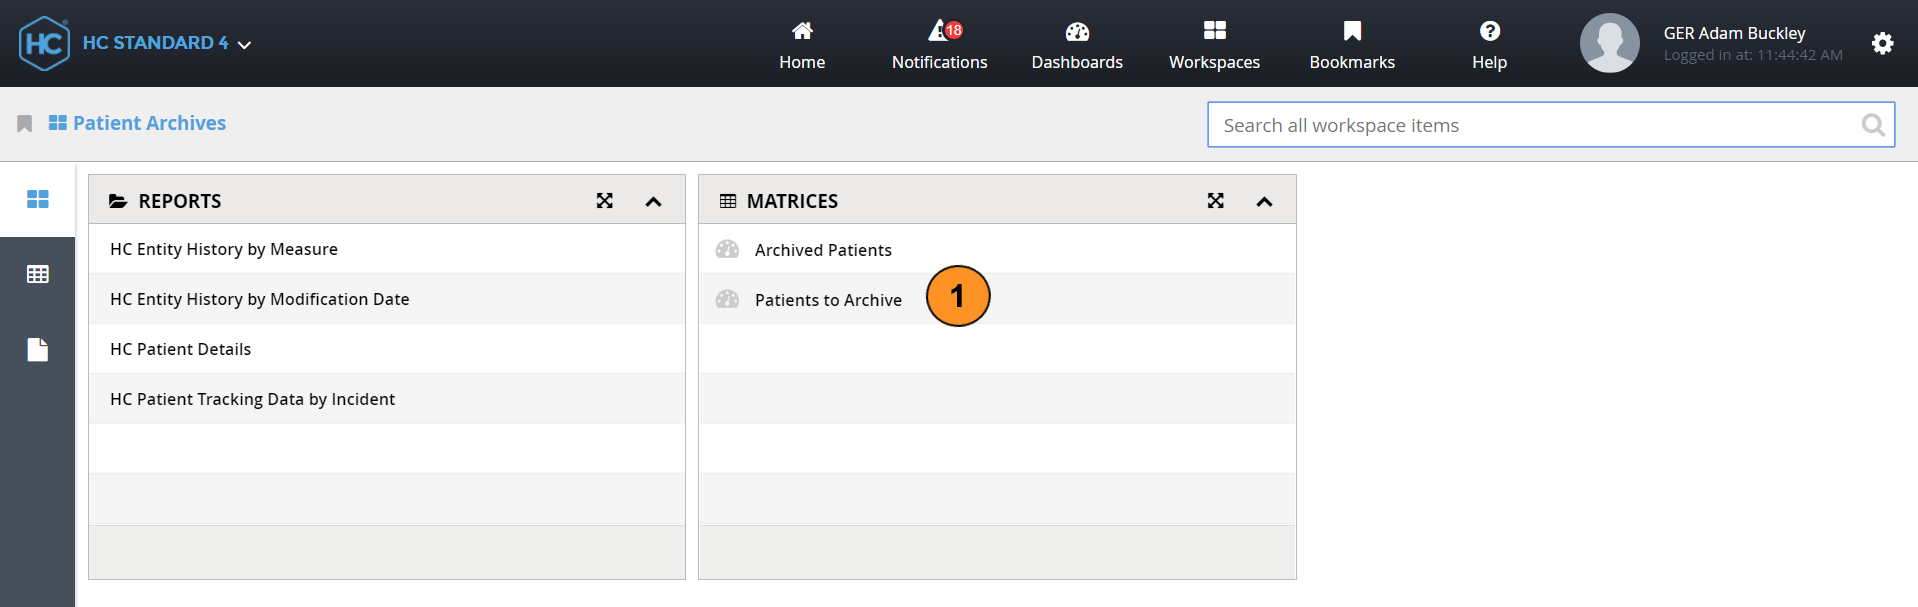 HC
HC STANDARD 4
18
Home
Notifications
Dashboards
Workspaces
Bookmarks
Help
GER Adam Buckley
Logged in at: 11:44:42 AM
Patient Archives
Search all workspace items
REPORTS
HC Entity History by Measure
HC Entity History by Modification Date
HC Patient Details
HC Patient Tracking Data by Incident
MATRICES
Archived Patients
Patients to Archive
1